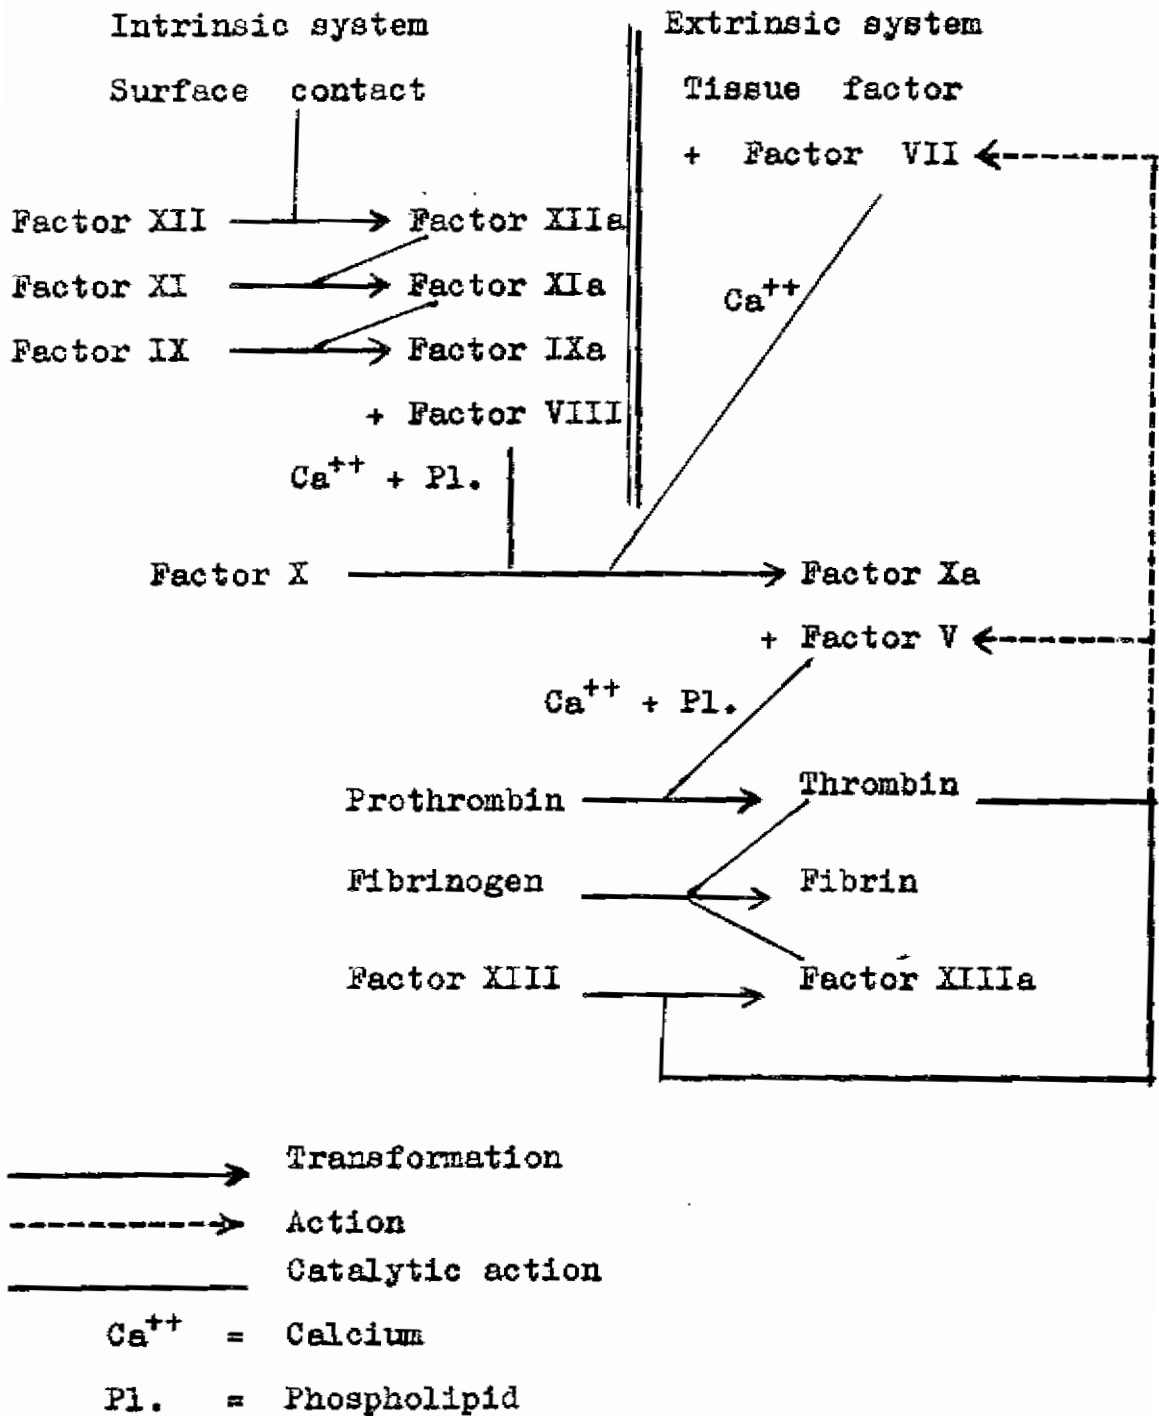 Intrinsic system
Surface contact
Extrinsic system
Tissue factor
+ Factor VII
Factor XII Factor XIIa
Factor XI Factor XIa
Factor IX Factor IXa
+ Factor VIII
Ca++ + Pl.
Ca++
Factor X Factor Xa
+ Factor V
Ca++ + Pl.
Prothrombin Thrombin
Fibrinogen Fibrin
Factor XIII Factor XIIIa
Transformation
Action
Catalytic action
Ca++ = Calcium
Pl. = Phospholipid